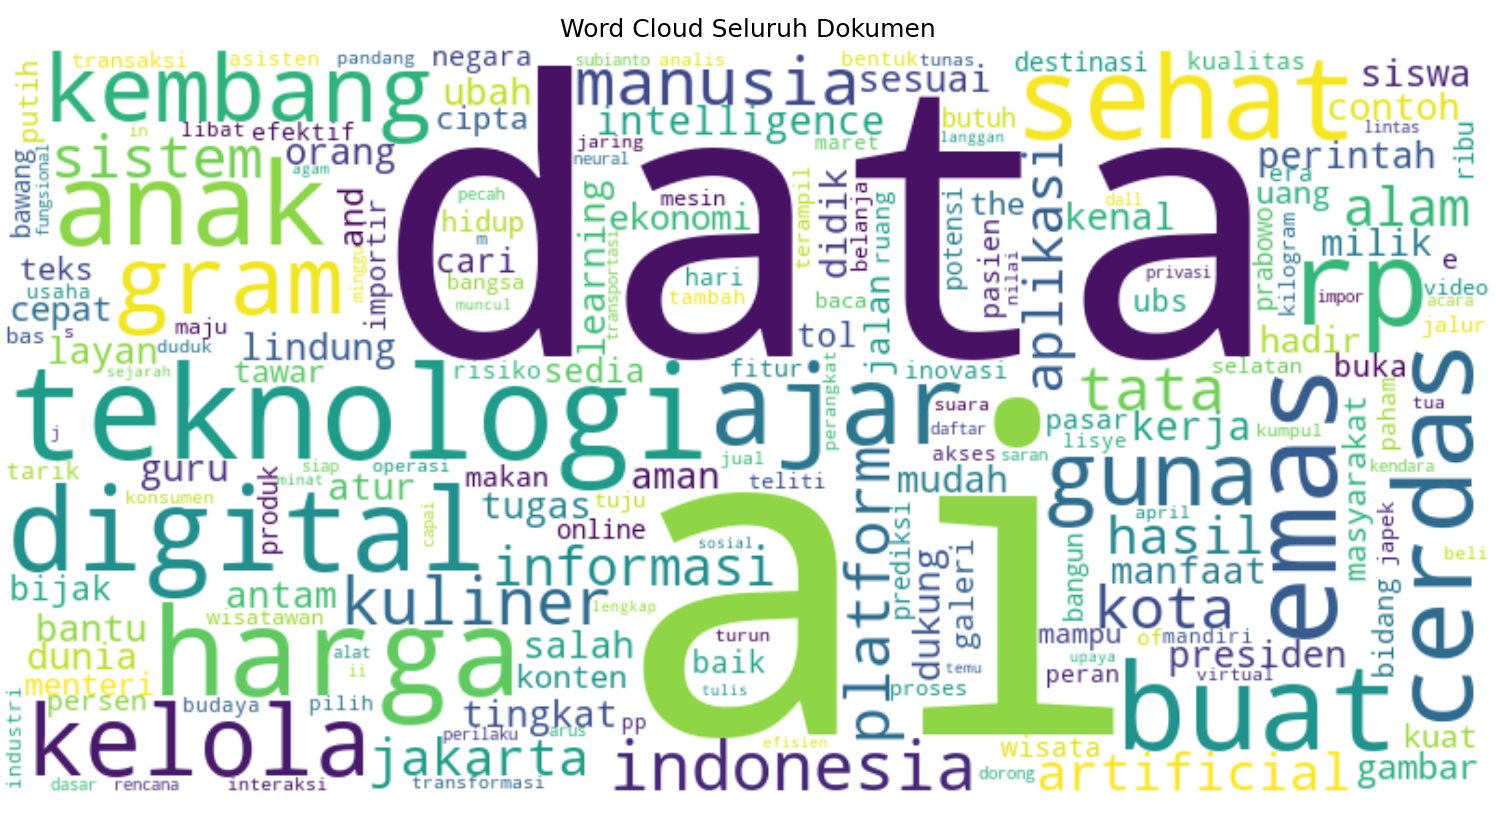 Word Cloud Seluruh Dokumen
transaksi asisten pandang negara subianto analis bentuk tunas destinasi kualitas
putih kembang ubah manusia sesuai sehat siswa
cipta intelligence butuh contoh
in libat efektif jaring maret langgan lintas
bawang fungsional sistem orang neural data perintah ribu
agam anak and pecah learning mesin terampil didik belanja aplikasi era uang
hidup ekonomi ruang potensi the kenal dall alam
importir m cari transportasi hari jalan pasien nilai privasi prabowo kilogram milik e
teks gram minggu bangsa tambah baca ubs impor rp video
usaha muncul acara
cepat maju tol jalur
bas s layan duduk lindung hadir
sejarah tawar risiko sedia fitur perangkat inovasi selatan buka
teknologi ajar suara tata paham tua
j daftar pasar kerja kumpul emas cerdas
lisye masyarakat
tarik guru siap operasi jual akses saran kendara
minat makan aman teliti mudah guna
konsumen produk atur tugas tuju april
digital capai online prediksi hasil japek beli
sosial platform
bijak informasi dukung galeri bangun manfaat bidang
antam kuliner lengkap kota
wisatawan ai
bantu harga turun mampu of mandiri
dunia alat salah baik temu upaya presiden
menteri ii konten tulis proses peran virtual
industri persen budaya pilih buat
kelola tingkat pp
perilaku arus efisien wisata kuat
jakarta indonesia dorong artificial gambar
dasar rencana interaksi transformasi